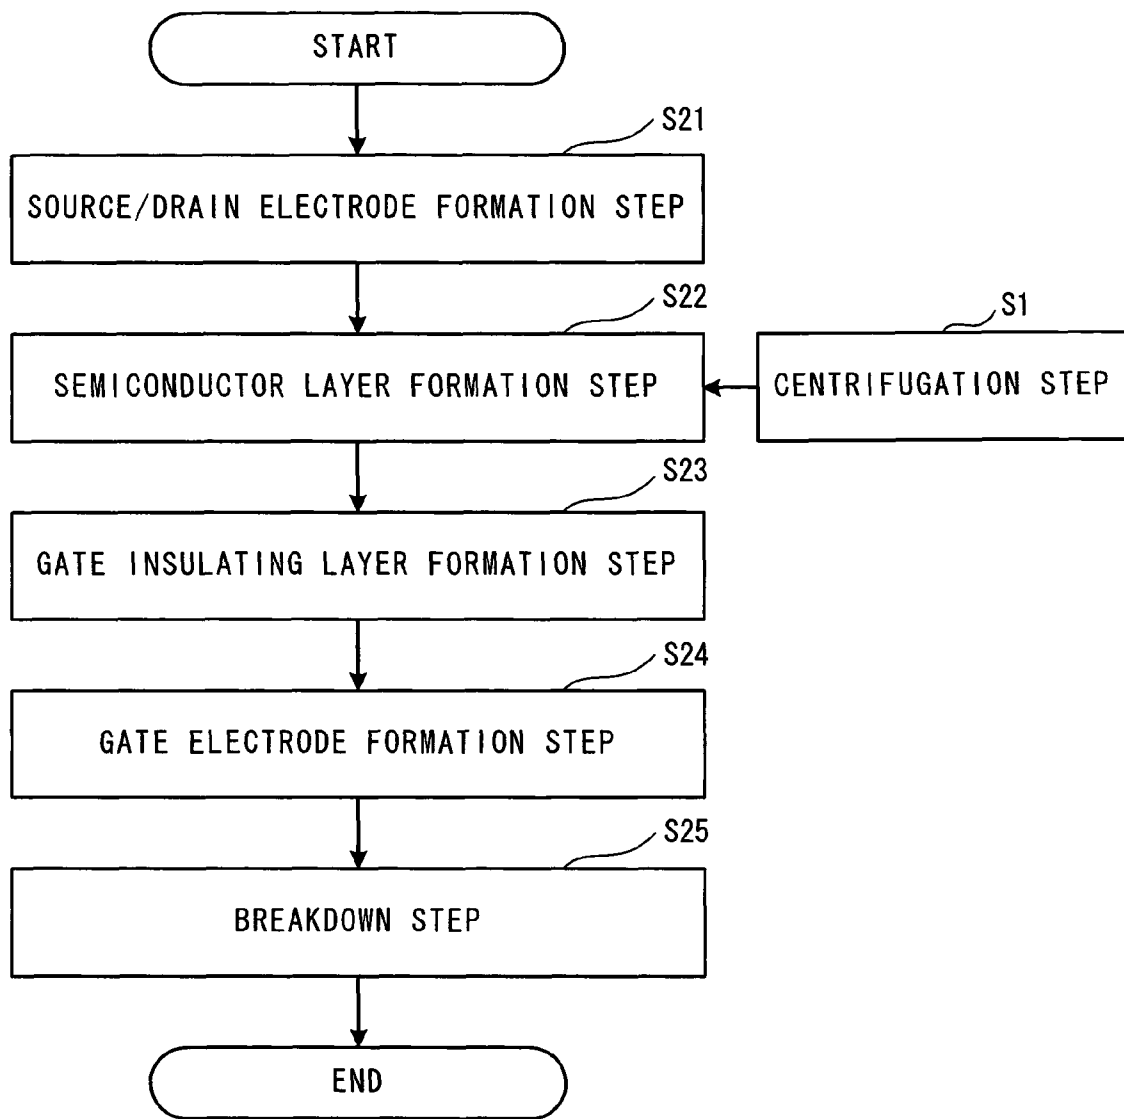 START
S21
SOURCE/DRAIN ELECTRODE FORMATION STEP
S22
SEMICONDUCTOR LAYER FORMATION STEP
S1
CENTRIFUGATION STEP
S23
GATE INSULATING LAYER FORMATION STEP
S24
GATE ELECTRODE FORMATION STEP
S25
BREAKDOWN STEP
END